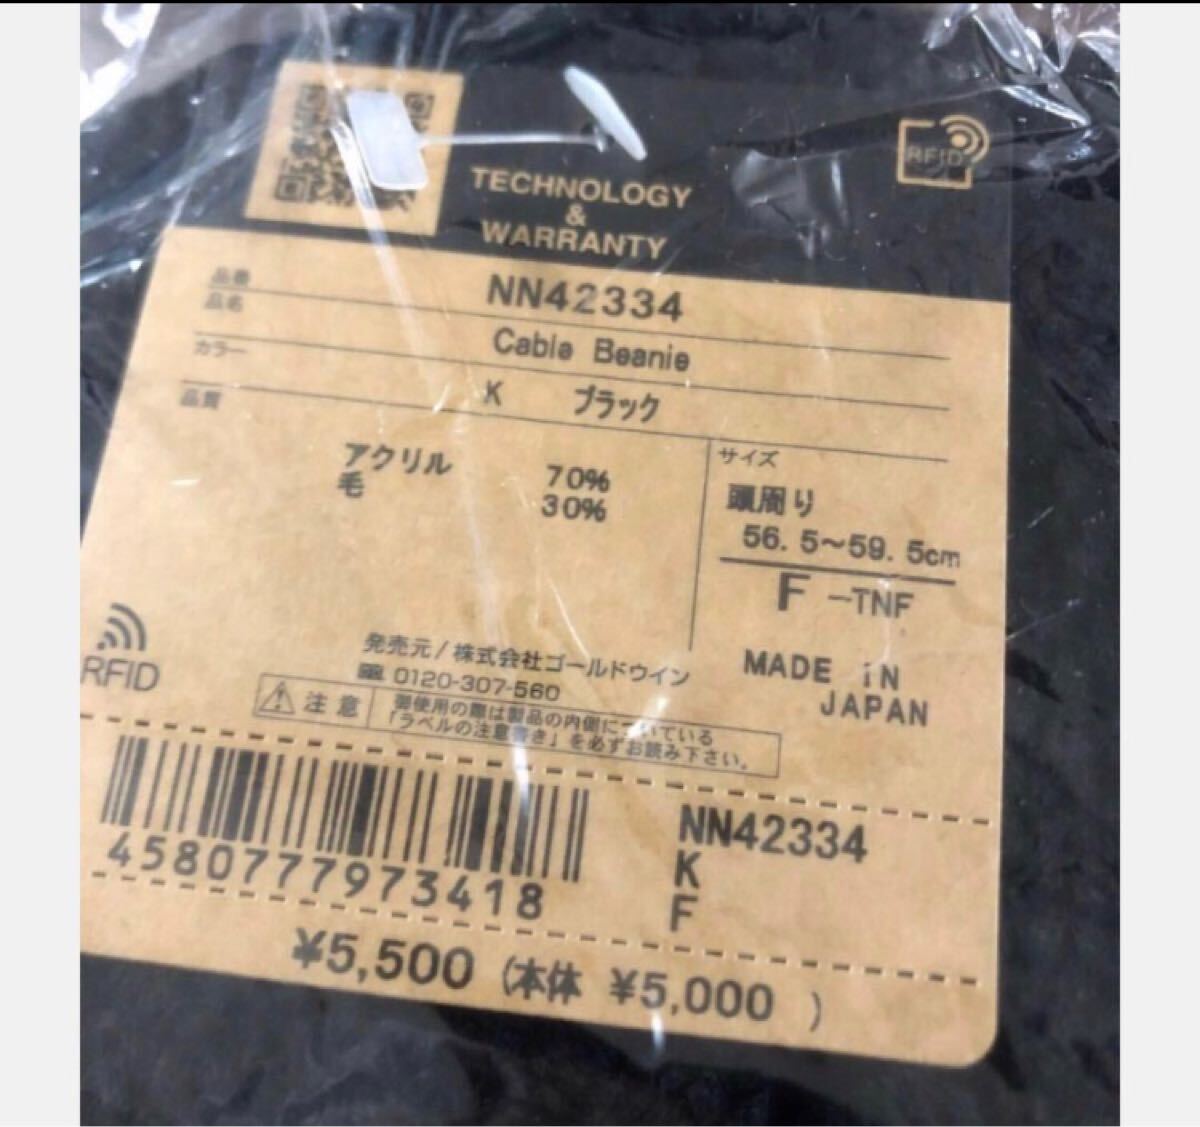 RFID
TECHNOLOGY
&
WARRANTY
品番 NN42334
品名 Cable Beanie
カラー K ブラック
品質
アクリル 70%
毛 30%
サイズ
頭周り
56.5～59.5cm
F -TNF
MADE IN
JAPAN
RFID
発売元/株式会社ゴールドウイン
0120-307-560
注意
御使用の際は製品の内側についている
「ラベルの注意書き」を必ずお読み下さい。
4580777973418
NN42334
K
F
¥5,500 (本体 ¥5,000 )